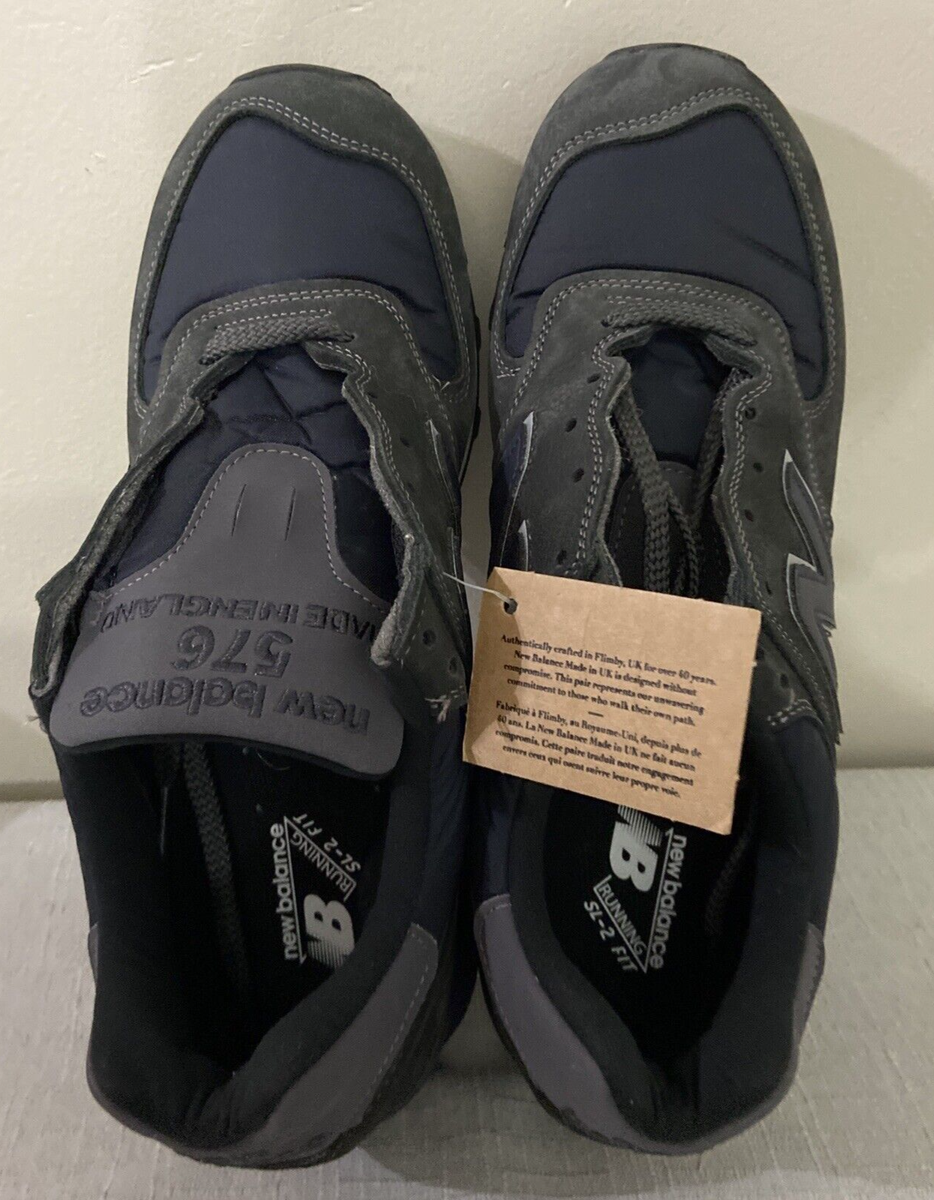 MADE IN ENGLAND
576
new balance
Authentically crafted in Flimby, UK for over 40 years.
New Balance Made in UK is designed without
compromise. This pair represents our unwavering
commitment to those who walk their own path.
—
Fabriqué à Flimby, au Royaume-Uni, depuis plus de
40 ans. La New Balance Made in UK ne fait aucun
compromis. Cette paire traduit notre engagement
envers ceux qui osent suivre leur propre voie.
new balance
NB
RUNNING
SL-2 FIT
new balance
NB
RUNNING
SL-2 FIT